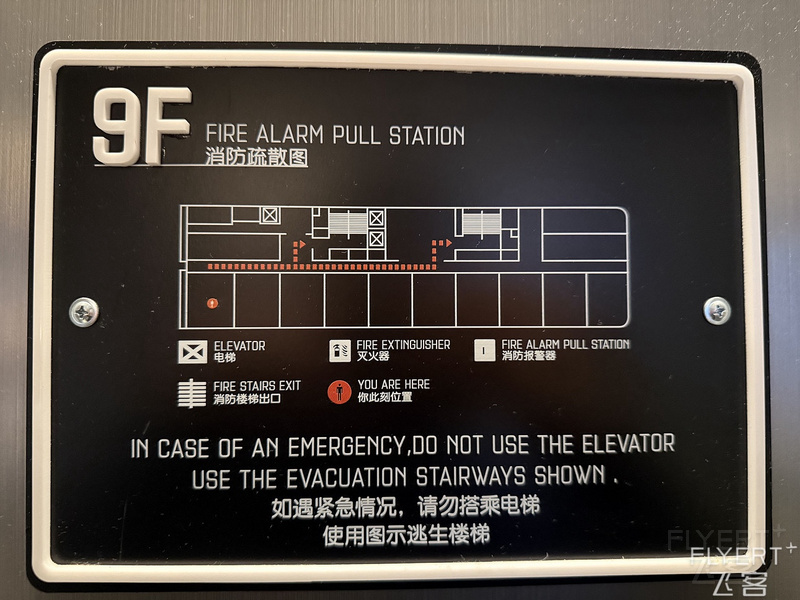 9F
FIRE ALARM PULL STATION
消防疏散图
ELEVATOR
电梯
FIRE EXTINGUISHER
灭火器
FIRE ALARM PULL STATION
消防报警器
FIRE STAIRS EXIT
消防楼梯出口
YOU ARE HERE
你此刻位置
IN CASE OF AN EMERGENCY,DO NOT USE THE ELEVATOR
USE THE EVACUATION STAIRWAYS SHOWN .
如遇紧急情况，请勿搭乘电梯
使用图示逃生楼梯
FLYERT+
飞客